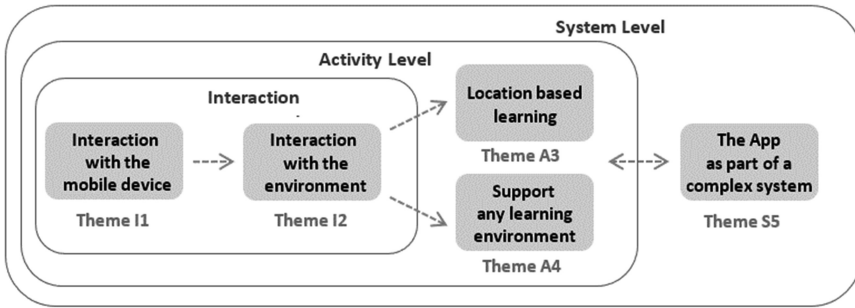 System Level
Activity Level
Interaction
Interaction
with the
mobile device
Theme I1
Interaction
with the
environment
Theme I2
Location based
learning
Theme A3
Support
any learning
environment
Theme A4
The App
as part of a
complex system
Theme S5